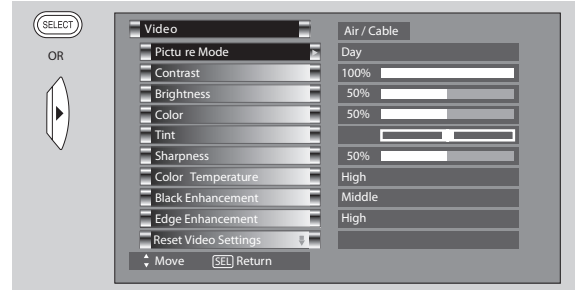 SELECT
OR
Video Air / Cable
Pictu re Mode Day
Contrast 100%
Brightness 50%
Color 50%
Tint
Sharpness 50%
Color Temperature High
Black Enhancement Middle
Edge Enhancement High
Reset Video Settings
Move SEL Return